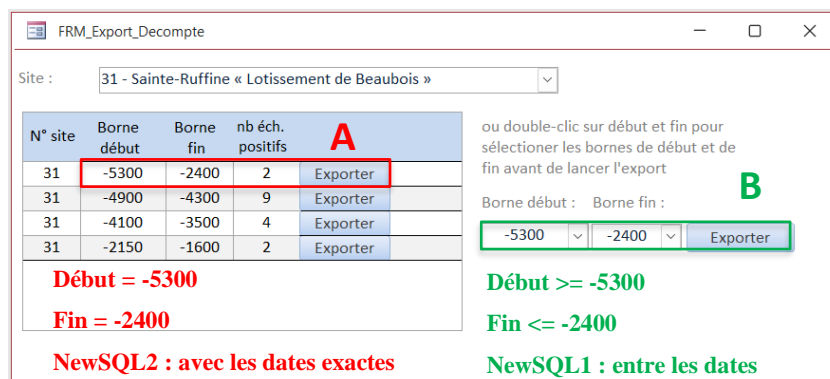 FRM_Export_Decompte
Site :
31 - Sainte-Ruffine « Lotissement de Beaubois »
N° site Borne début Borne fin nb éch. positifs A
31 -5300 -2400 2 Exporter
31 -4900 -4300 9 Exporter
31 -4100 -3500 4 Exporter
31 -2150 -1600 2 Exporter
Début = -5300
Fin = -2400
NewSQL2 : avec les dates exactes
ou double-clic sur début et fin pour
sélectioner les bornes de début et de
fin avant de lancer l'export
B
Borne début : Borne fin :
-5300 -2400 Exporter
Début >= -5300
Fin <= -2400
NewSQL1 : entre les dates